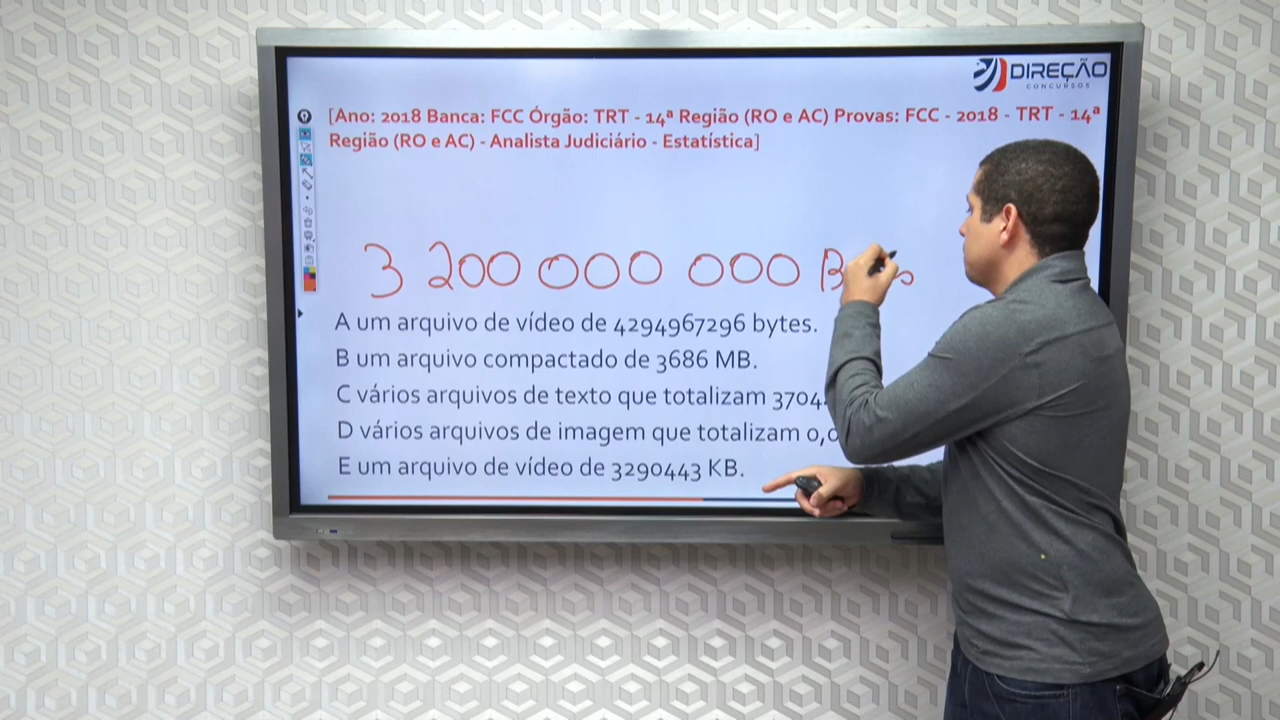 DIREÇÃO
CONCURSOS
[Ano: 2018 Banca: FCC Órgão: TRT - 14ª Região (RO e AC) Provas: FCC - 2018 - TRT - 14ª
Região (RO e AC) - Analista Judiciário - Estatística]
3 200 000 000
A um arquivo de vídeo de 4294967296 bytes.
B um arquivo compactado de 3686 MB.
C vários arquivos de texto que totalizam 3704
D vários arquivos de imagem que totalizam 0,0
E um arquivo de vídeo de 3290443 KB.